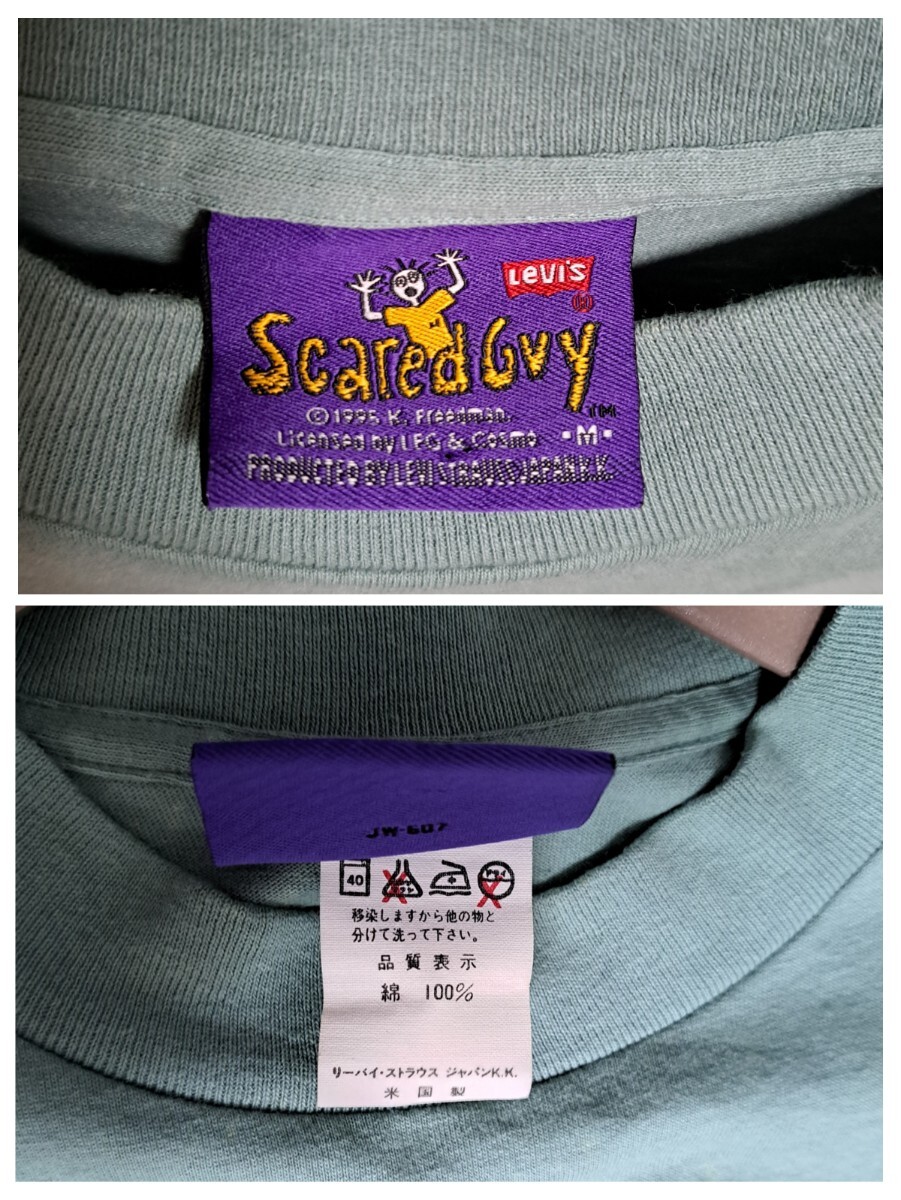 LEVI'S
®
Scared Guy
TM
© 1995 K. Freedman.
Licensed by LFG & Cosmo
• M •
PRODUCTED BY LEVI STRAUSS JAPAN K.K.
JW-607
40
移染しますから他の物と
分けて洗って下さい。
品質表示
綿 100%
リーバイ・ストラウス ジャパンK.K.
米国製